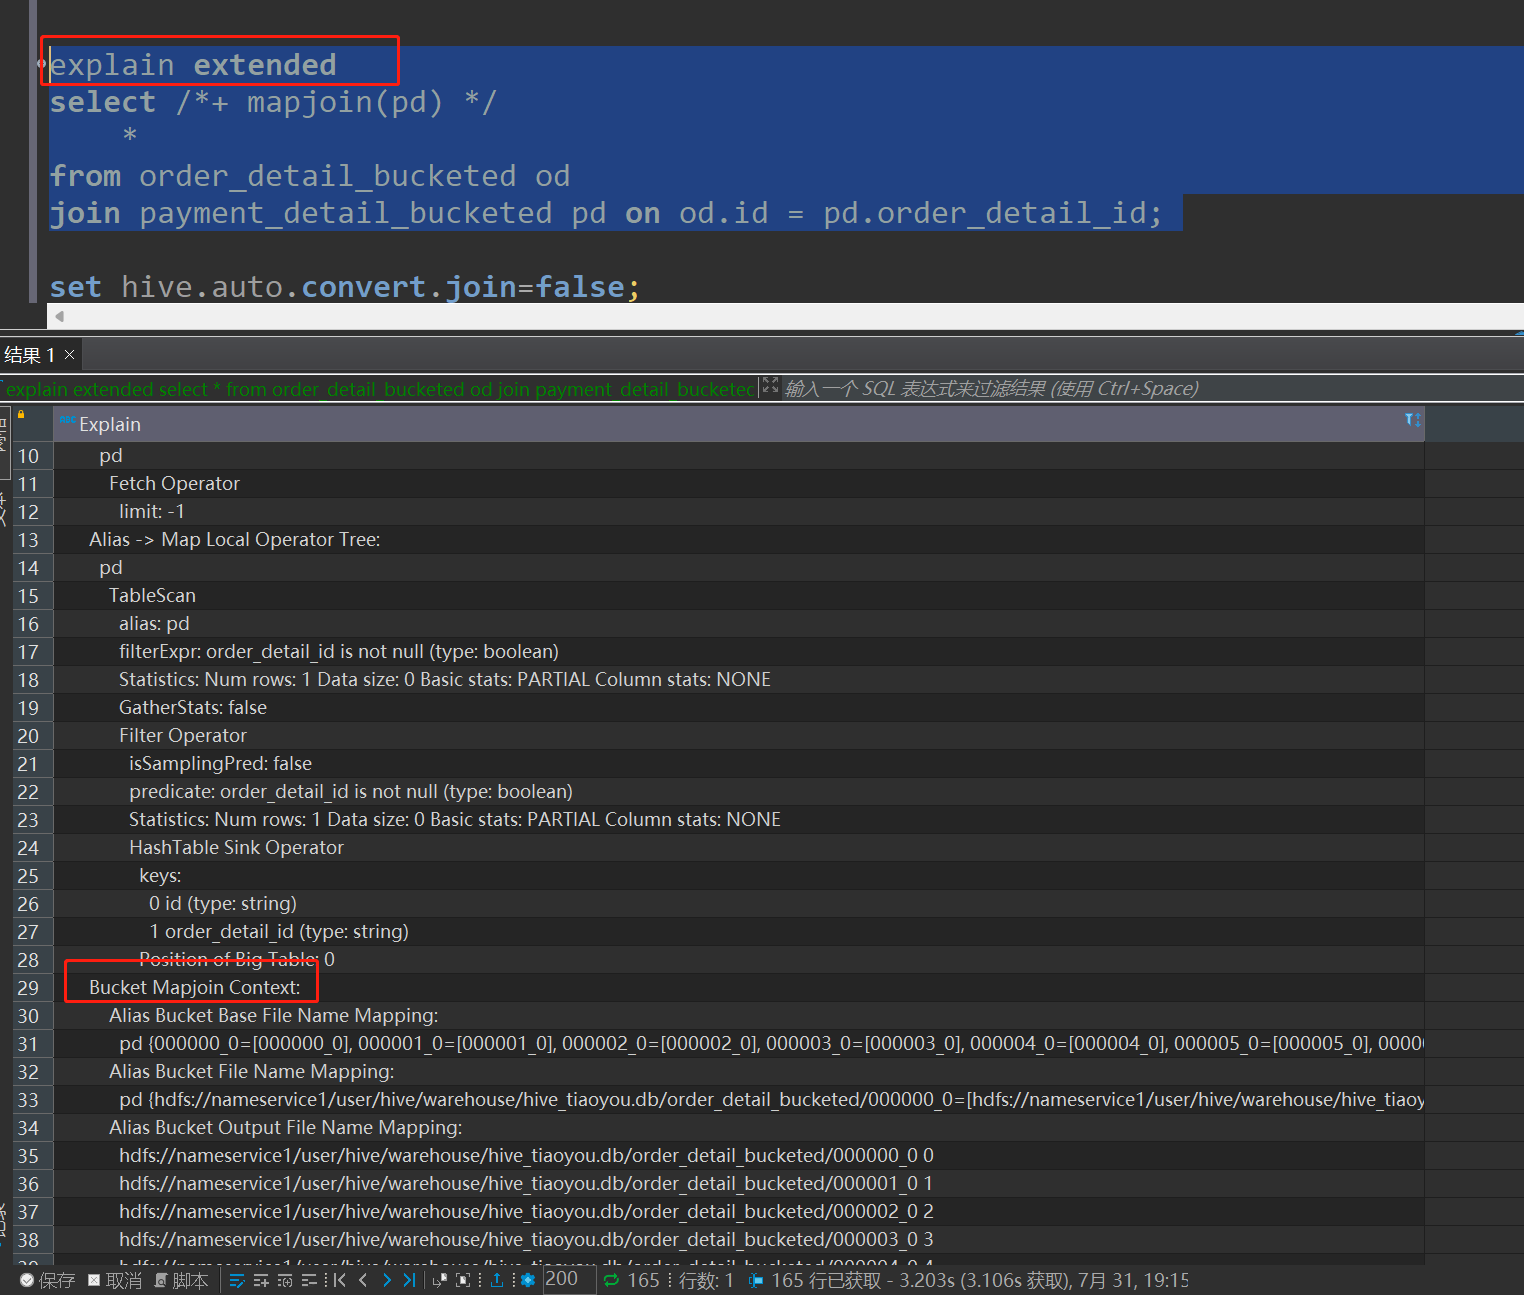 explain extended
select /*+ mapjoin(pd) */
*
from order_detail_bucketed od
join payment_detail_bucketed pd on od.id = pd.order_detail_id;
set hive.auto.convert.join=false;
结果 1 ×
explain extended select * from order_detail_bucketed od join payment_detail_bucketec 输入一个 SQL 表达式来过滤结果 (使用 Ctrl+Space)
Explain
10 pd
11 Fetch Operator
12 limit: -1
13 Alias -> Map Local Operator Tree:
14 pd
15 TableScan
16 alias: pd
17 filterExpr: order_detail_id is not null (type: boolean)
18 Statistics: Num rows: 1 Data size: 0 Basic stats: PARTIAL Column stats: NONE
19 GatherStats: false
20 Filter Operator
21 isSamplingPred: false
22 predicate: order_detail_id is not null (type: boolean)
23 Statistics: Num rows: 1 Data size: 0 Basic stats: PARTIAL Column stats: NONE
24 HashTable Sink Operator
25 keys:
26 0 id (type: string)
27 1 order_detail_id (type: string)
28 Position of Big Table: 0
29 Bucket Mapjoin Context:
30 Alias Bucket Base File Name Mapping:
31 pd {000000_0=[000000_0], 000001_0=[000001_0], 000002_0=[000002_0], 000003_0=[000003_0], 000004_0=[000004_0], 000005_0=[000005_0], 0000
32 Alias Bucket File Name Mapping:
33 pd {hdfs://nameservice1/user/hive/warehouse/hive_tiaoyou.db/order_detail_bucketed/000000_0=[hdfs://nameservice1/user/hive/warehouse/hive_tiaoy
34 Alias Bucket Output File Name Mapping:
35 hdfs://nameservice1/user/hive/warehouse/hive_tiaoyou.db/order_detail_bucketed/000000_0 0
36 hdfs://nameservice1/user/hive/warehouse/hive_tiaoyou.db/order_detail_bucketed/000001_0 1
37 hdfs://nameservice1/user/hive/warehouse/hive_tiaoyou.db/order_detail_bucketed/000002_0 2
38 hdfs://nameservice1/user/hive/warehouse/hive_tiaoyou.db/order_detail_bucketed/000003_0 3
保存 取消 脚本 200 165 行数: 1 165 行已获取 - 3.203s (3.106s 获取), 7月 31, 19:15